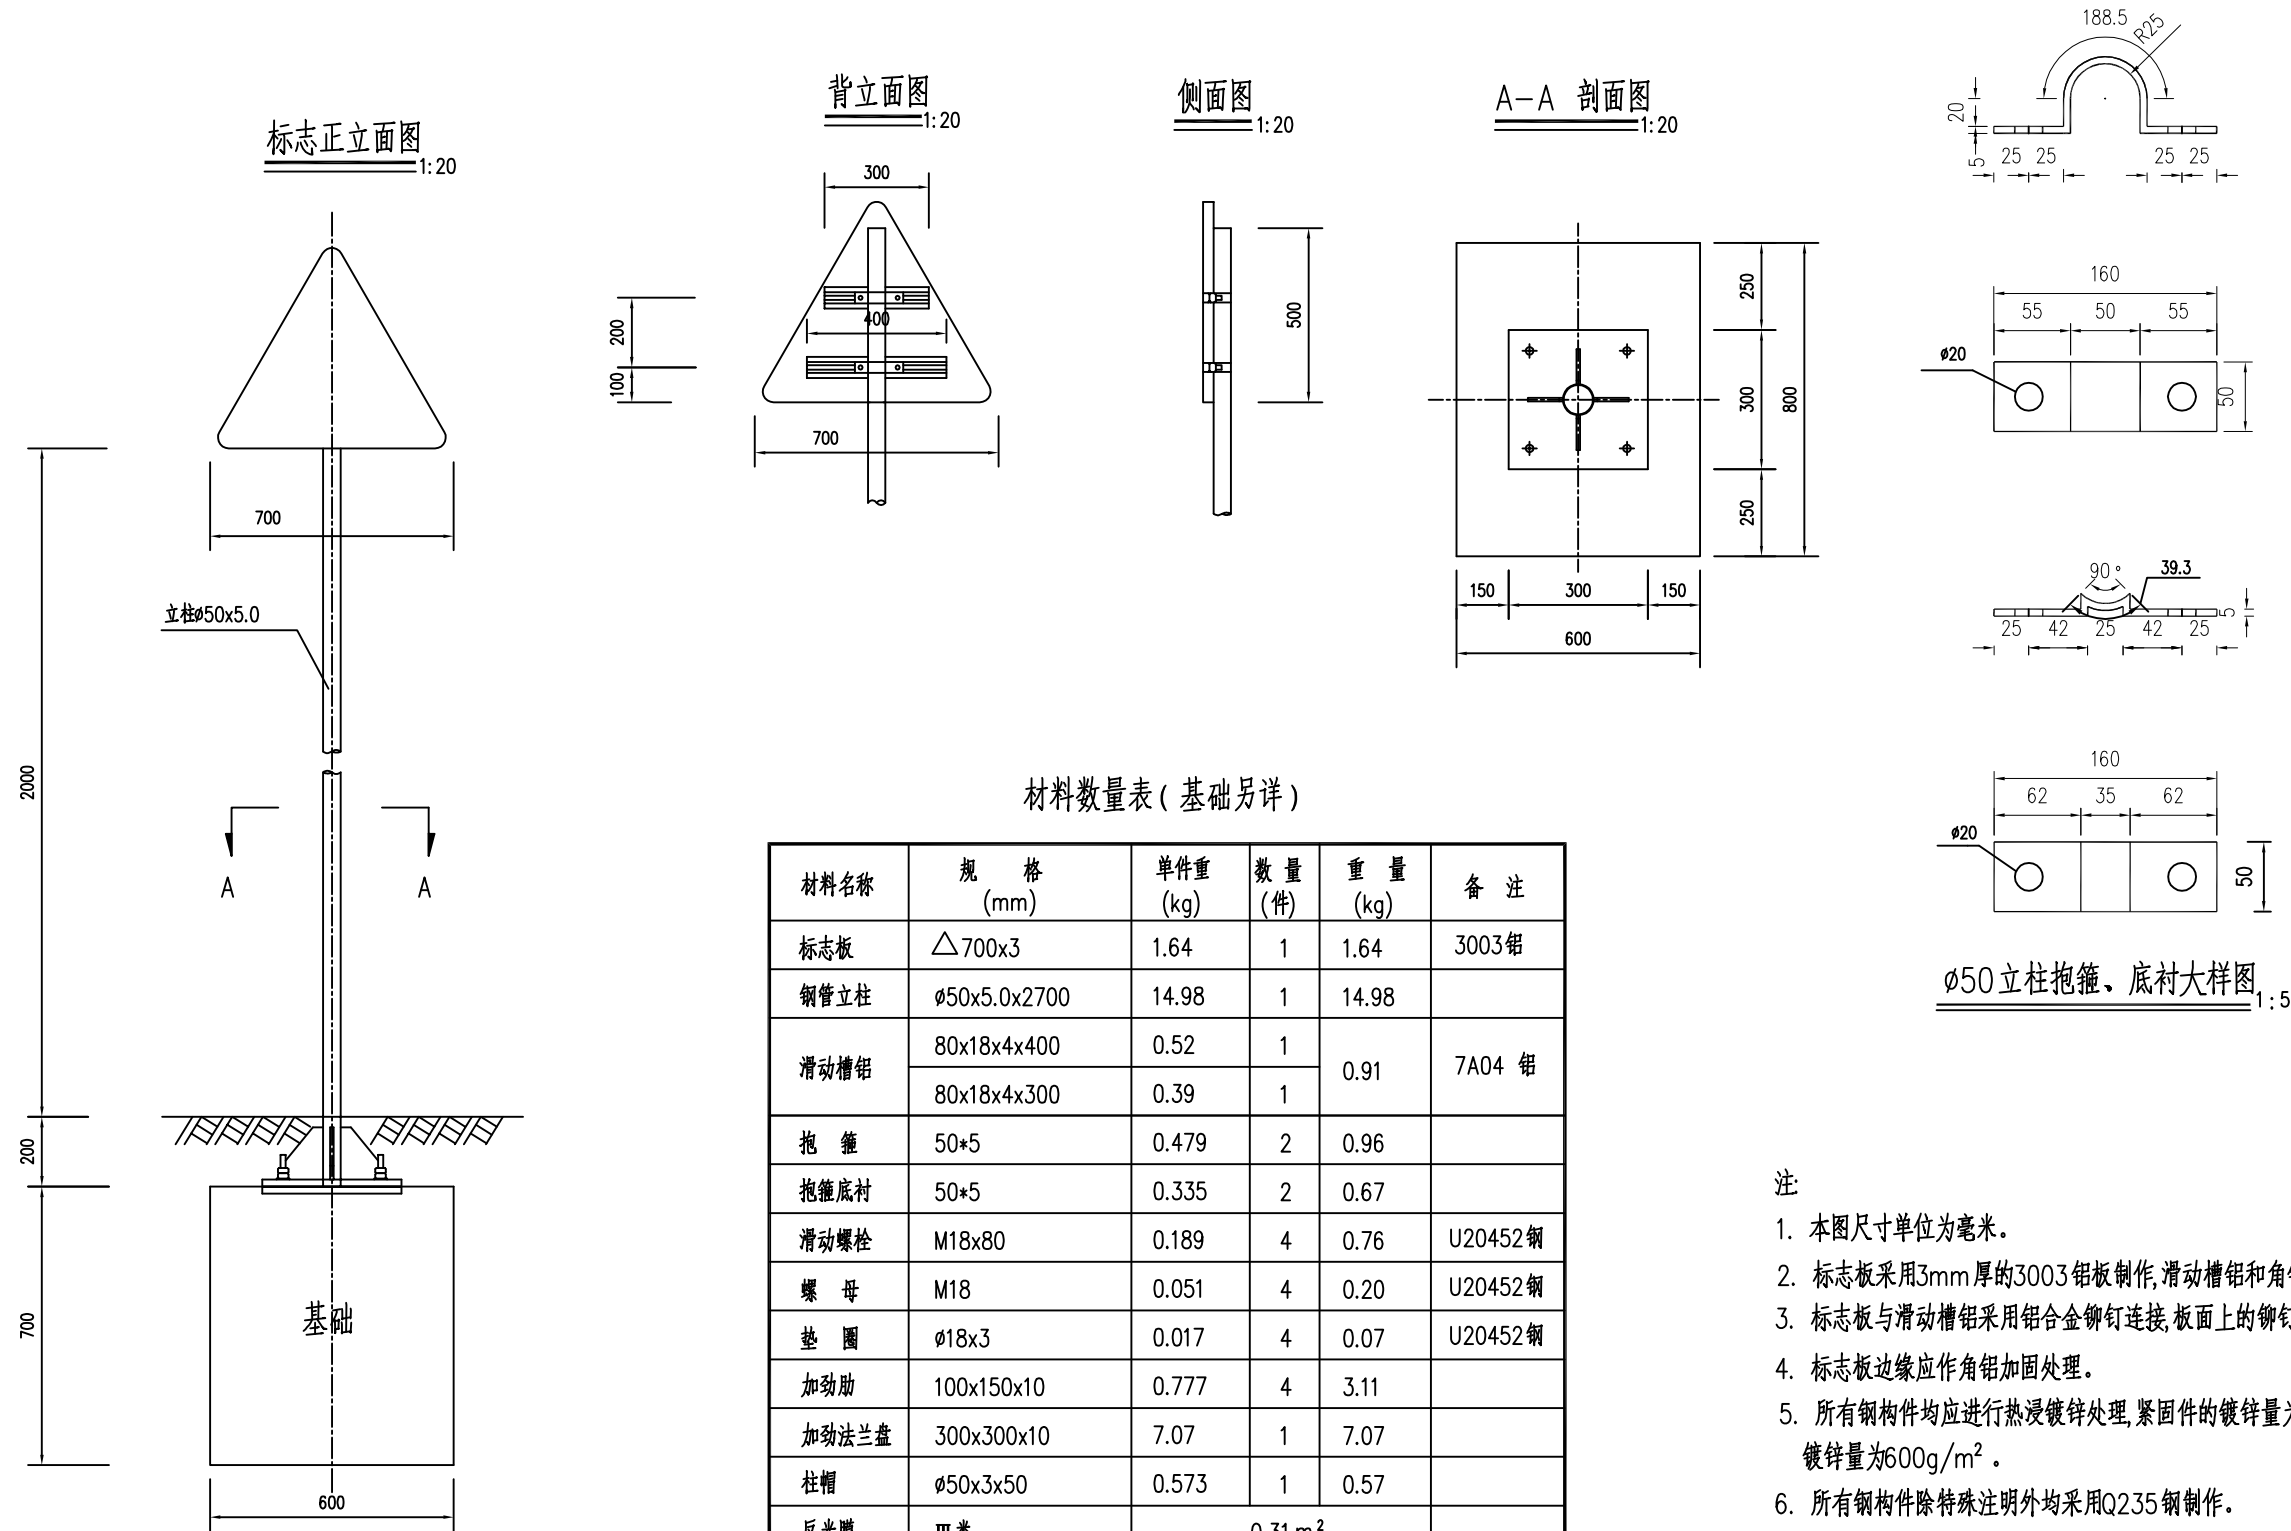 标志正立面图
1:20
700
立柱ø50x5.0
2000
A
A
200
700
基础
600
背立面图
1:20
300
400
200
100
700
侧面图
1:20
500
A-A 剖面图
1:20
250
300
250
800
150
300
150
600
188.5
R25
20
5
25
25
25
25
160
55
50
55
ø20
50
90°
39.3
5
25
42
25
42
25
160
62
35
62
ø20
50
ø50立柱抱箍、底衬大样图
1:5
材料数量表(基础另详)
材料名称 规 格(mm) 单件重(kg) 数量(件) 重 量(kg) 备 注
标志板 △700x3 1.64 1 1.64 3003铝
钢管立柱 ø50x5.0x2700 14.98 1 14.98
滑动槽铝 80x18x4x400 0.52 1 0.91 7A04 铝
80x18x4x300 0.39 1
抱 箍 50*5 0.479 2 0.96
抱箍底衬 50*5 0.335 2 0.67
滑动螺栓 M18x80 0.189 4 0.76 U20452钢
螺 母 M18 0.051 4 0.20 U20452钢
垫 圈 ø18x3 0.017 4 0.07 U20452钢
加劲肋 100x150x10 0.777 4 3.11
加劲法兰盘 300x300x10 7.07 1 7.07
柱帽 ø50x3x50 0.573 1 0.57
注:
1. 本图尺寸单位为毫米。
2. 标志板采用3mm厚的3003铝板制作,滑动槽铝和角
3. 标志板与滑动槽铝采用铝合金铆钉连接,板面上的铆钉
4. 标志板边缘应作角铝加固处理。
5. 所有钢构件均应进行热浸镀锌处理,紧固件的镀锌量为
镀锌量为600g/m²。
6. 所有钢构件除特殊注明外均采用Q235钢制作。